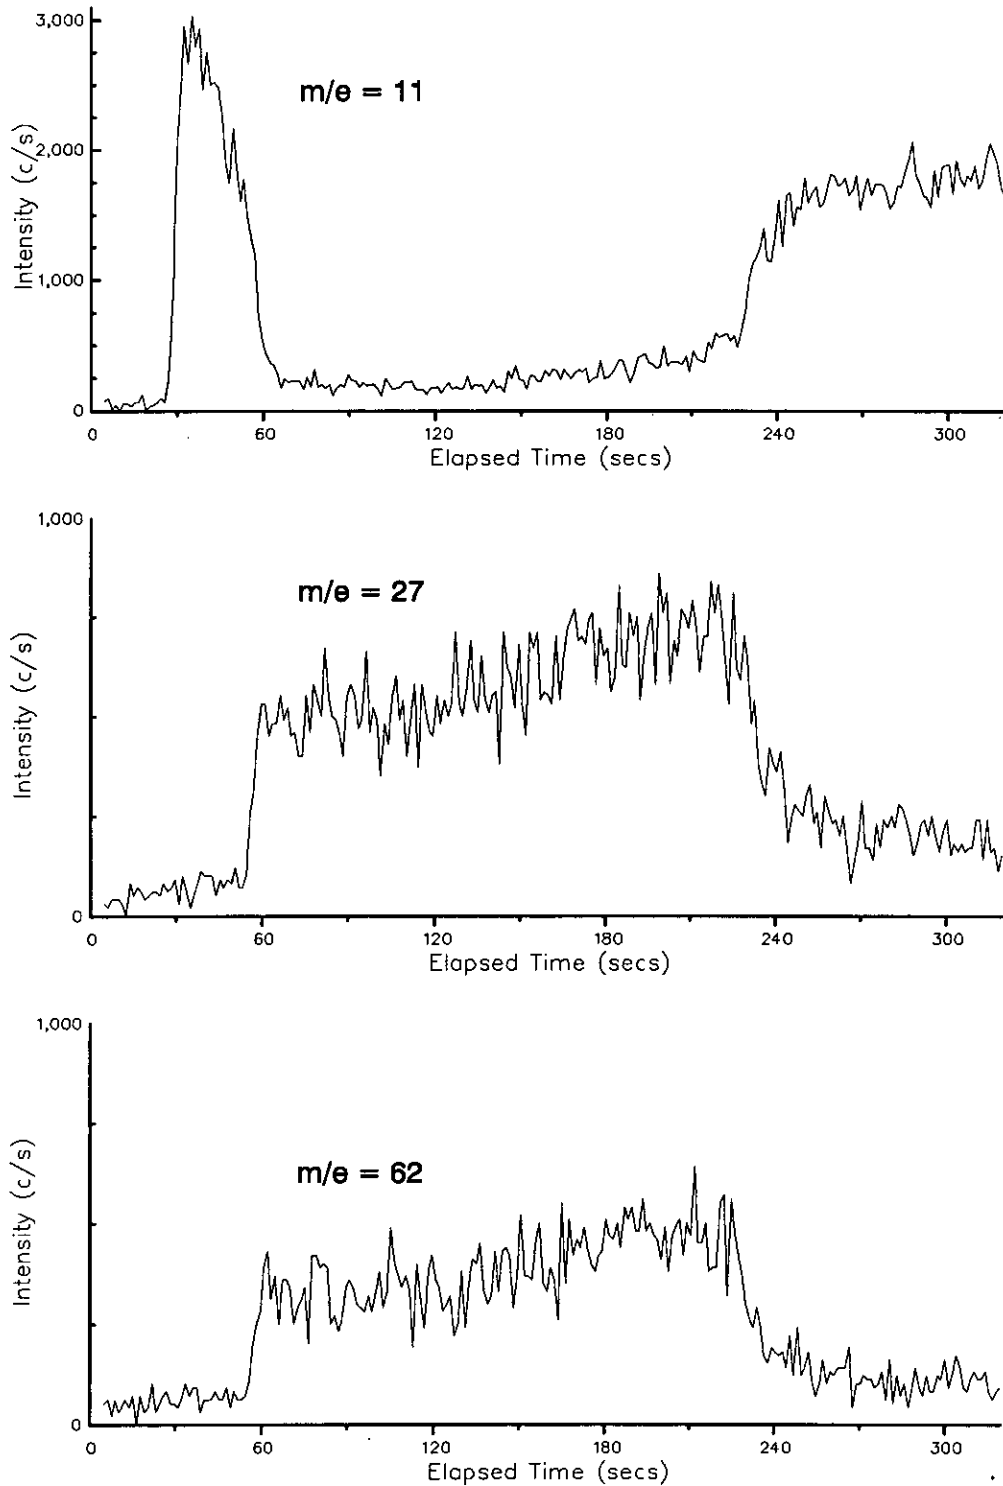 3,000
m/e = 11
2,000
Intensity (c/s)
1,000
0
0 60 120 180 240 300
Elapsed Time (secs)
1,000
m/e = 27
Intensity (c/s)
0
0 60 120 180 240 300
Elapsed Time (secs)
1,000
m/e = 62
Intensity (c/s)
0
0 60 120 180 240 300
Elapsed Time (secs)